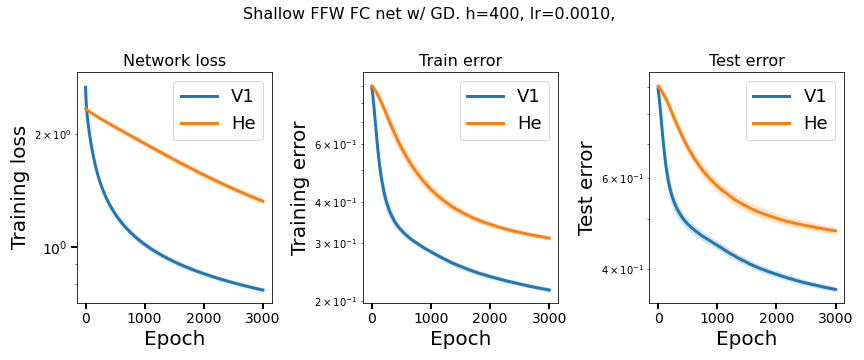 Shallow FFW FC net w/ GD. h=400, lr=0.0010,
Network loss
Training loss
2 × 10⁰
10⁰
V1
He
0 1000 2000 3000
Epoch
Train error
Training error
6 × 10⁻¹
4 × 10⁻¹
3 × 10⁻¹
2 × 10⁻¹
V1
He
0 1000 2000 3000
Epoch
Test error
Test error
6 × 10⁻¹
4 × 10⁻¹
V1
He
0 1000 2000 3000
Epoch